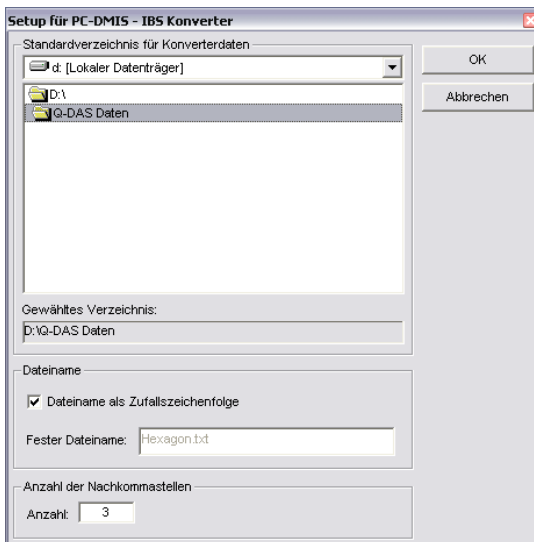 Setup für PC-DMIS - IBS Konverter
Standardverzeichnis für Konverterdaten
d: [Lokaler Datenträger]
OK
D:\
Abbrechen
Q-DAS Daten
Gewähltes Verzeichnis:
D:\Q-DAS Daten
Dateiname
Dateiname als Zufallszeichenfolge
Fester Dateiname: Hexagon.txt
Anzahl der Nachkommastellen
Anzahl: 3